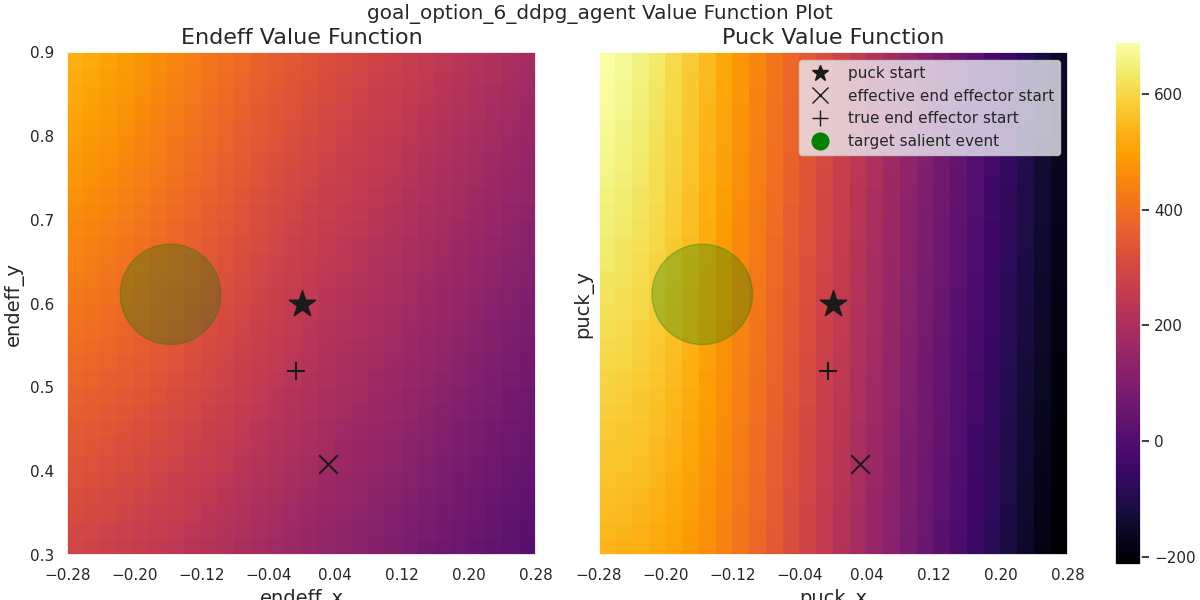 goal_option_6_ddpg_agent Value Function Plot
Endeff Value Function
Puck Value Function
endeff_y
0.9
0.8
0.7
0.6
0.5
0.4
0.3
−0.28 −0.20 −0.12 −0.04 0.04 0.12 0.20 0.28
endeff_x
puck_y
puck start
effective end effector start
true end effector start
target salient event
−0.28 −0.20 −0.12 −0.04 0.04 0.12 0.20 0.28
puck_x
600
400
200
0
−200